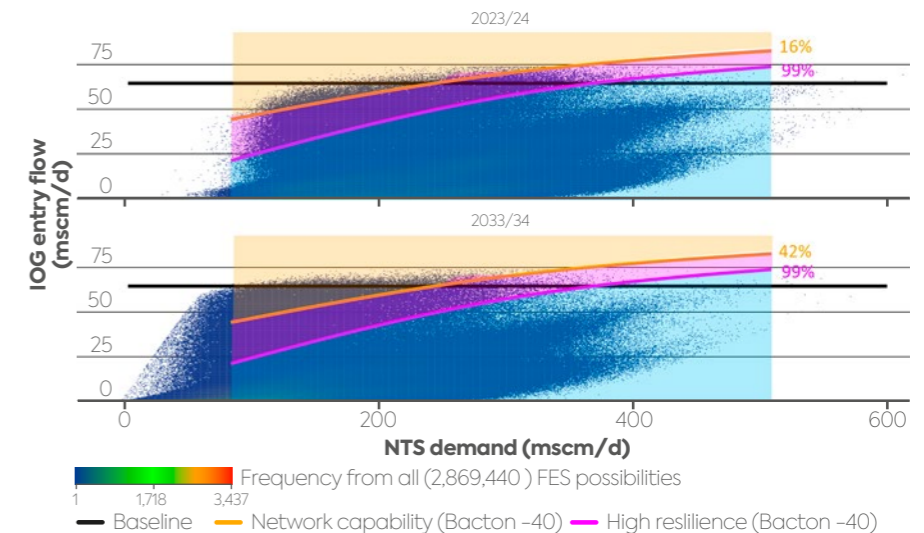 2023/24
75
50
25
0
16%
99%
2033/34
75
50
25
0
42%
99%
IOG entry flow
(mscm/d)
0 200 400 600
NTS demand (mscm/d)
Frequency from all (2,869,440 ) FES possibilities
1 1,718 3,437
Baseline Network capability (Bacton -40) High reslilience (Bacton -40)